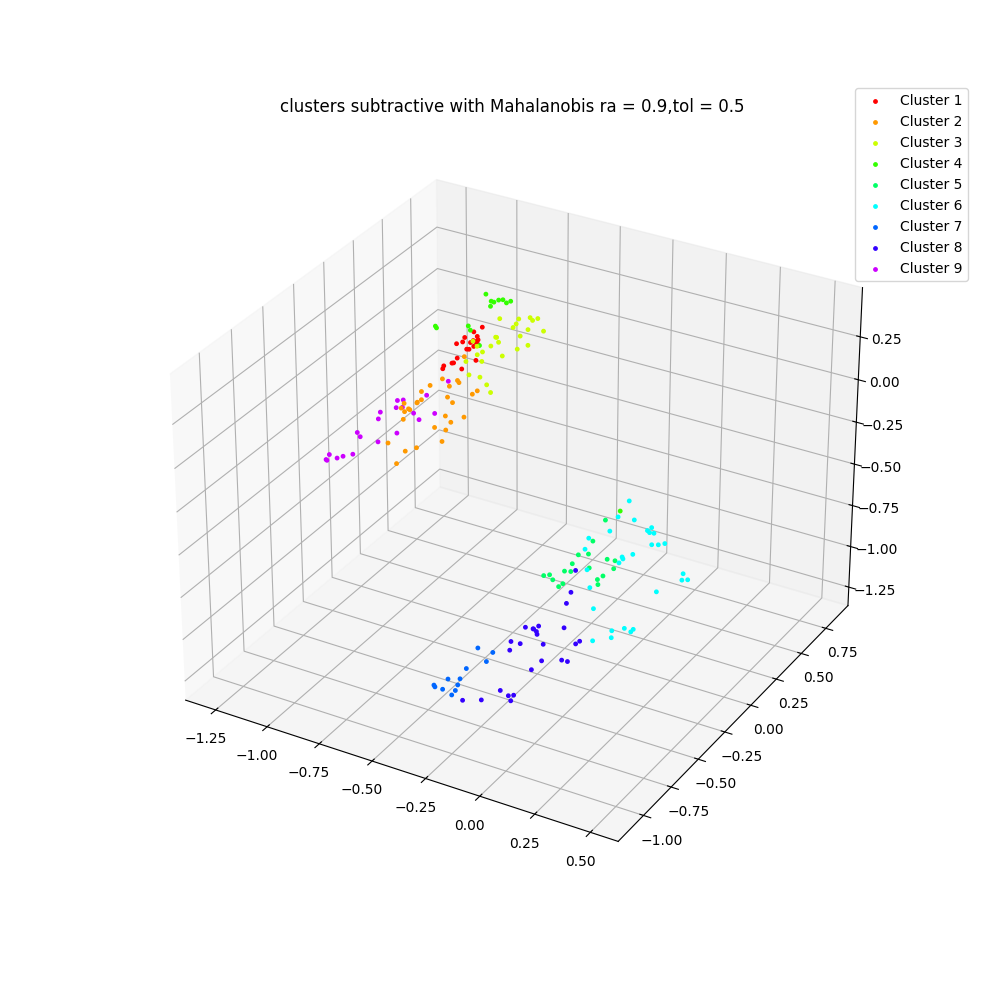 clusters subtractive with Mahalanobis ra = 0.9,tol = 0.5
Cluster 1
Cluster 2
Cluster 3
Cluster 4
Cluster 5
Cluster 6
Cluster 7
Cluster 8
Cluster 9
0.25
0.00
−0.25
−0.50
−0.75
−1.00
−1.25
0.75
0.50
0.25
0.00
−0.25
−0.50
−0.75
−1.00
−1.25
−1.00
−0.75
−0.50
−0.25
0.00
0.25
0.50